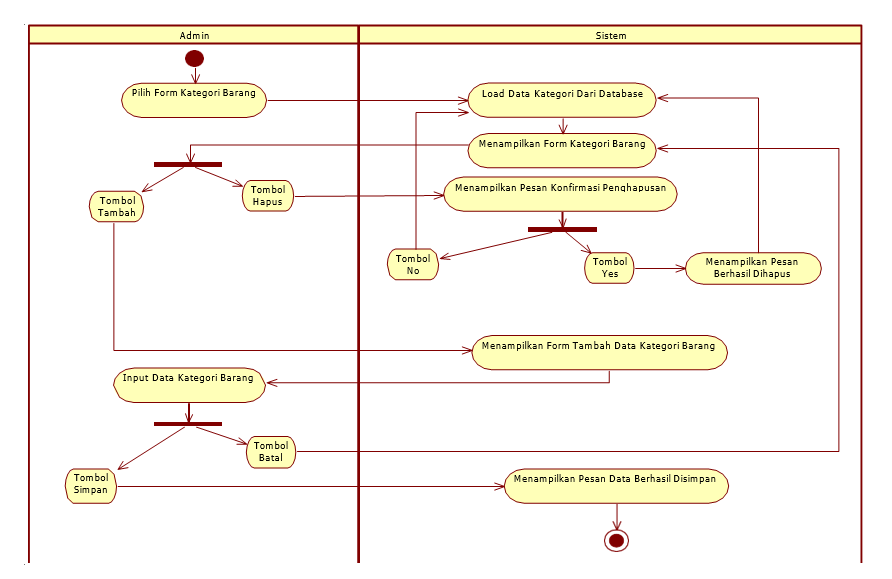 Admin
Sistem
Pilih Form Kategori Barang
Load Data Kategori Dari Database
Menampilkan Form Kategori Barang
Tombol
Tambah
Tombol
Hapus
Menampilkan Pesan Konfirmasi Penghapusan
Tombol
No
Tombol
Yes
Menampilkan Pesan
Berhasil Dihapus
Menampilkan Form Tambah Data Kategori Barang
Input Data Kategori Barang
Tombol
Batal
Tombol
Simpan
Menampilkan Pesan Data Berhasil Disimpan